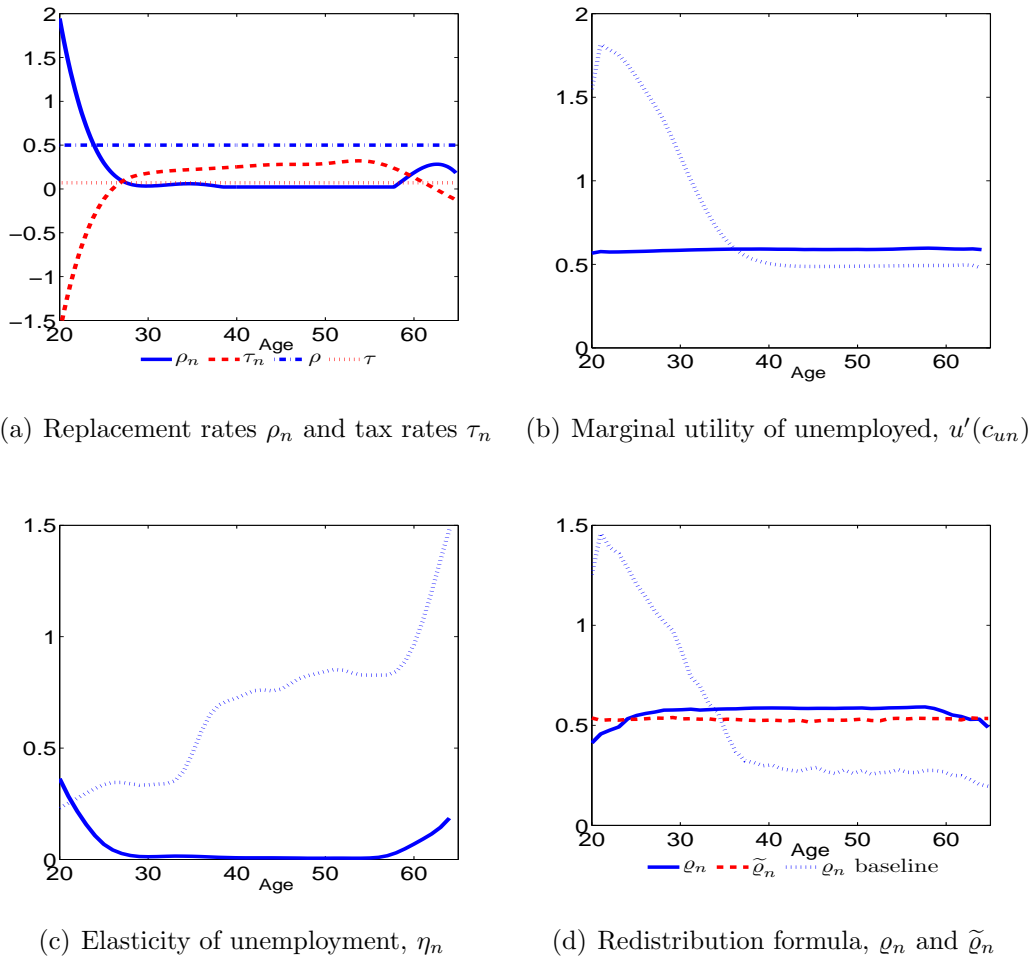 2
1.5
1
0.5
0
−0.5
−1
−1.5
20 30 40 50 60
Age
ρn τn ρ τ
2
1.5
1
0.5
0
20 30 40 50 60
Age
(a) Replacement rates ρn and tax rates τn
(b) Marginal utility of unemployed, u′(cun)
1.5
1
0.5
0
20 30 40 50 60
Age
1.5
1
0.5
0
20 30 40 50 60
Age
ϱn ϱ̃n ϱn baseline
(c) Elasticity of unemployment, ηn
(d) Redistribution formula, ϱn and ϱ̃n